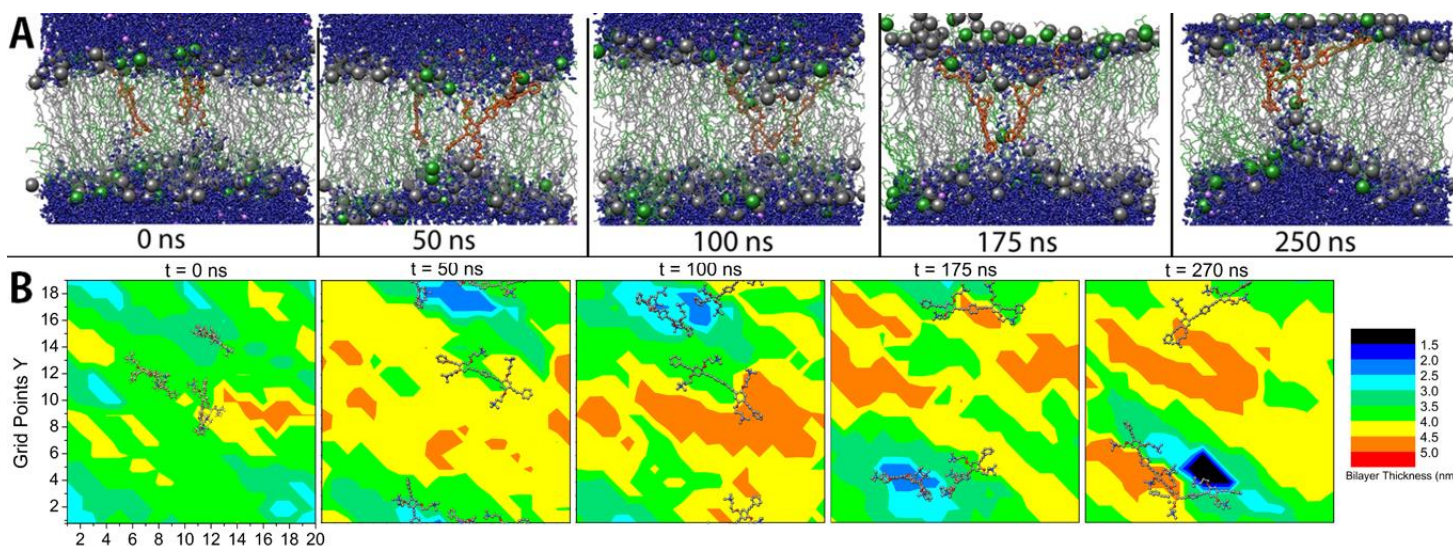 A
0 ns
50 ns
100 ns
175 ns
250 ns
B
t = 0 ns
t = 50 ns
t = 100 ns
t = 175 ns
t = 270 ns
Grid Points Y
18
16
14
12
10
8
6
4
2
2 4 6 8 10 12 14 16 18 20
1.5
2.0
2.5
3.0
3.5
4.0
4.5
5.0
Bilayer Thickness (nm